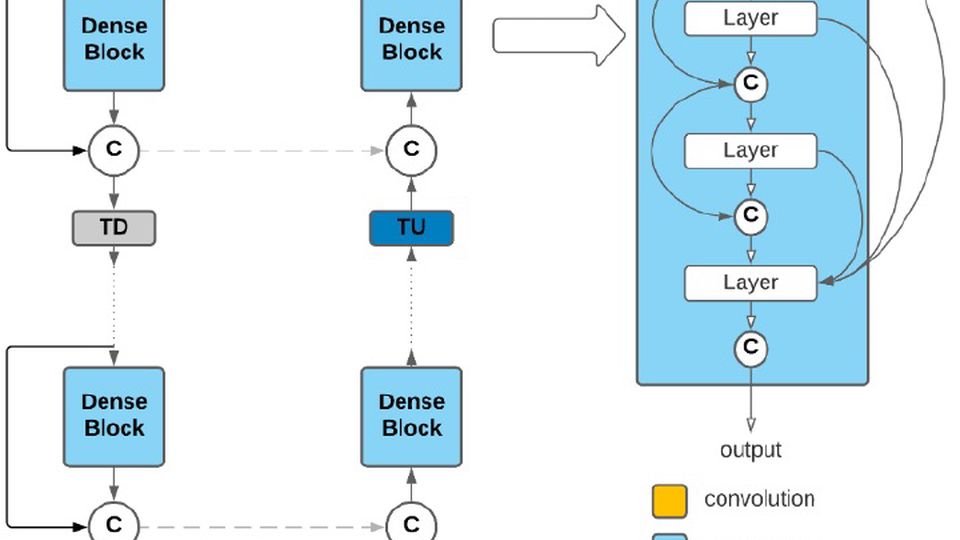 Dense
Block
Dense
Block
C
C
TD
TU
Dense
Block
Dense
Block
C
C
Layer
C
Layer
C
Layer
C
output
convolution